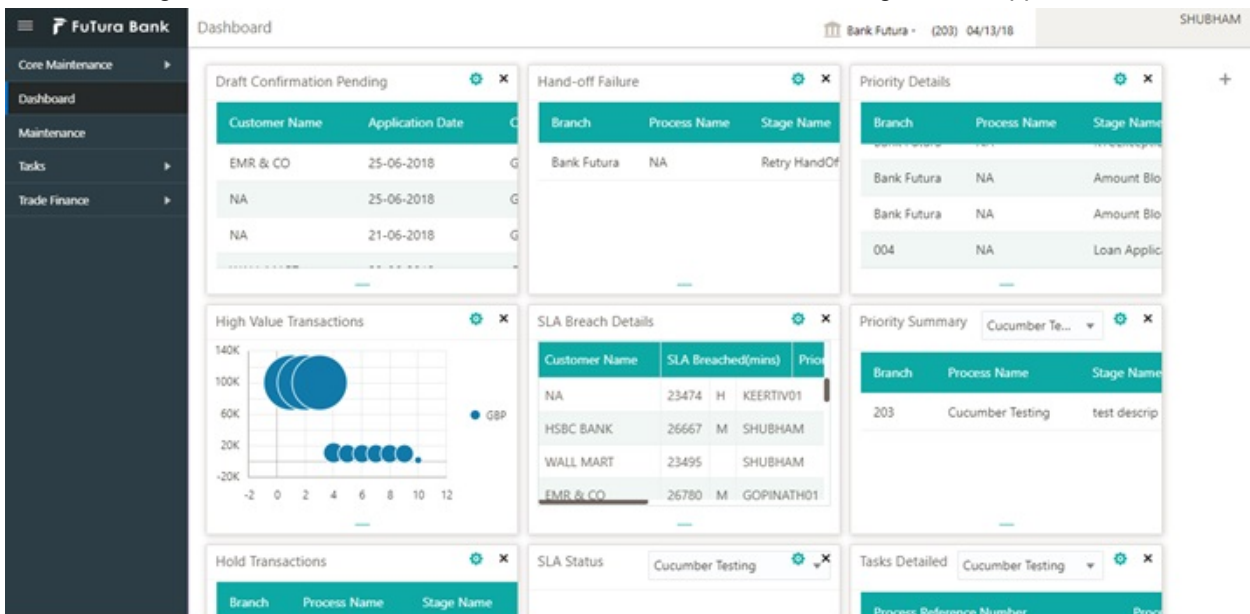 FuTura Bank
Dashboard
Bank Futura - (203) 04/13/18
SHUBHAM
Core Maintenance
Dashboard
Maintenance
Tasks
Trade Finance
Draft Confirmation Pending
Customer Name Application Date C
EMR & CO 25-06-2018 G
NA 25-06-2018 G
NA 21-06-2018 G
Hand-off Failure
Branch Process Name Stage Name
Bank Futura NA Retry HandOf
Priority Details
Branch Process Name Stage Name
Bank Futura NA Amount Blo
Bank Futura NA Amount Blo
004 NA Loan Applic
High Value Transactions
140K
100K
60K
20K
-20K
-2 0 2 4 6 8 10 12
GBP
SLA Breach Details
Customer Name SLA Breached(mins) Prior
NA 23474 H KEERTIV01
HSBC BANK 26667 M SHUBHAM
WALL MART 23495 SHUBHAM
EMR & CO 26780 M GOPINATH01
Priority Summary Cucumber Te...
Branch Process Name Stage Name
203 Cucumber Testing test descrip
Hold Transactions
Branch Process Name Stage Name
SLA Status Cucumber Testing
Tasks Detailed Cucumber Testing
Process Reference Number Proce